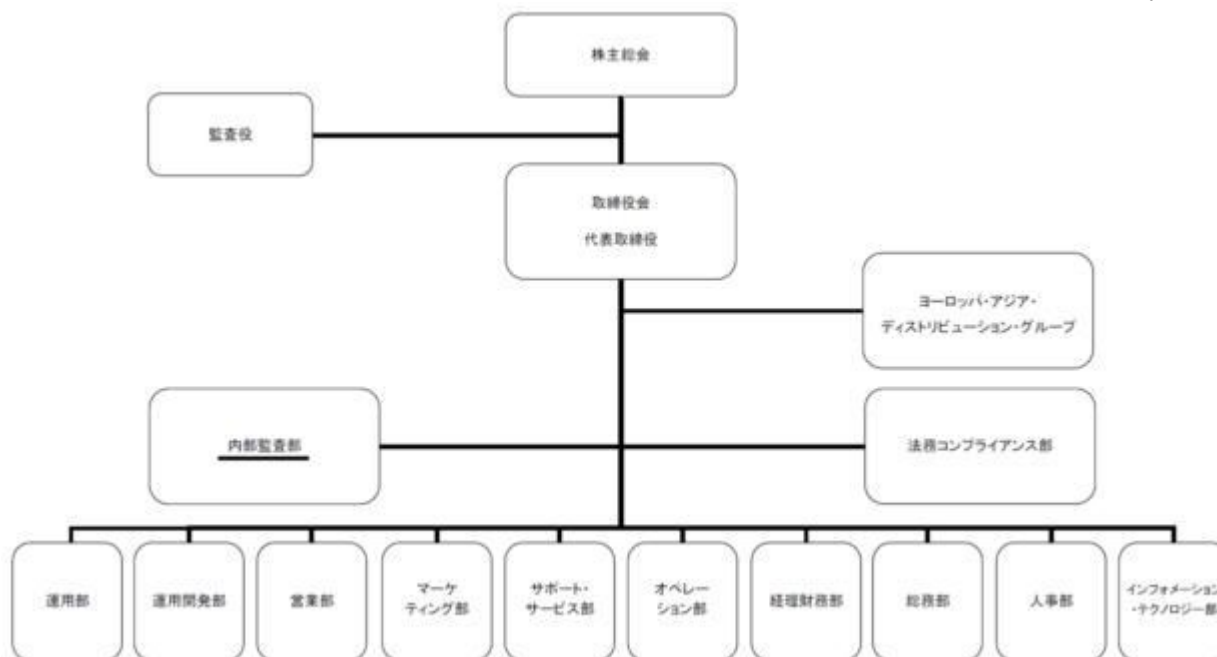 株主総会
監査役
取締役会
代表取締役
ヨーロッパ・アジア・
ディストリビューション・グループ
内部監査部
法務コンプライアンス部
運用部
運用開発部
営業部
マーケ
ティング部
サポート・
サービス部
オペレー
ション部
経理財務部
総務部
人事部
インフォメーション
・テクノロジー部